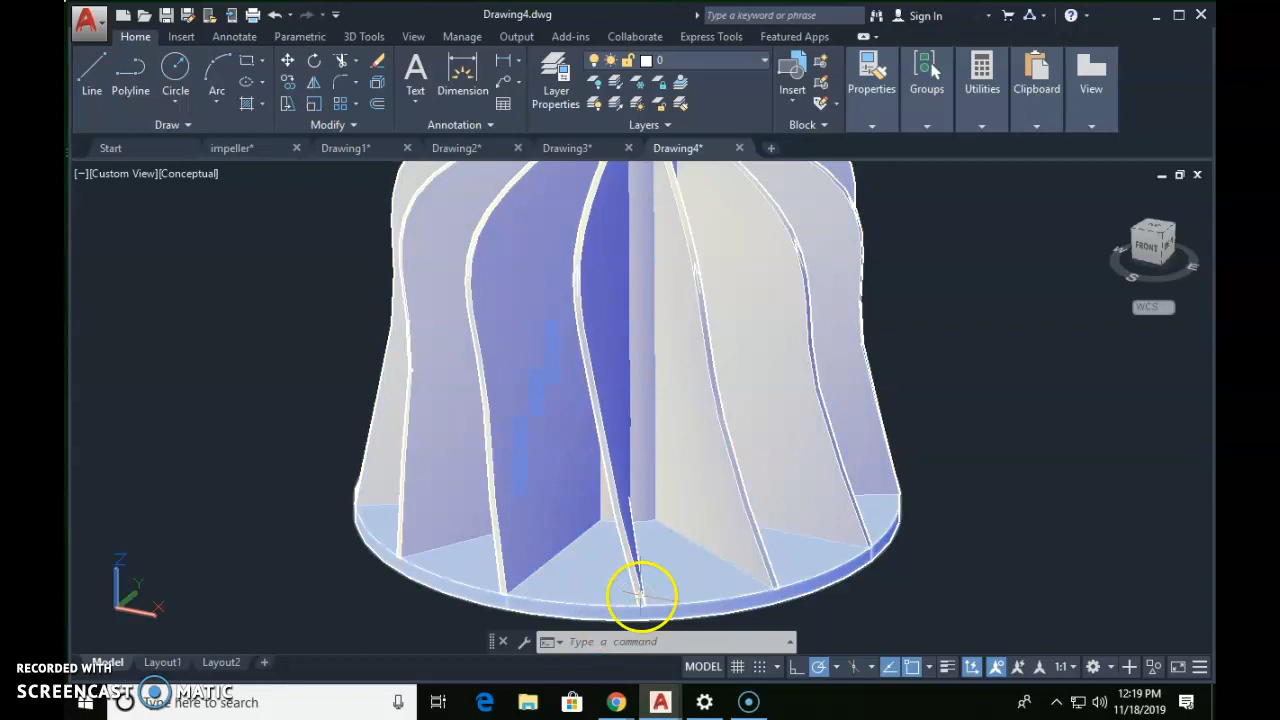 Drawing4.dwg
Type a keyword or phrase
Sign In
Home Insert Annotate Parametric 3D Tools View Manage Output Add-ins Collaborate Express Tools Featured Apps
Line Polyline Circle Arc
Text Dimension
Layer Properties
0
Insert
Properties Groups Utilities Clipboard View
Draw Modify Annotation Layers Block
Start impeller* Drawing1* Drawing2* Drawing3* Drawing4*
[−][Custom View][Conceptual]
FRONT
W
S
E
WCS
Z
Y
X
Type a command
Model Layout1 Layout2
MODEL
1:1
RECORDED WITH
SCREENCAST MATIC
Type here to search
12:19 PM
11/18/2019